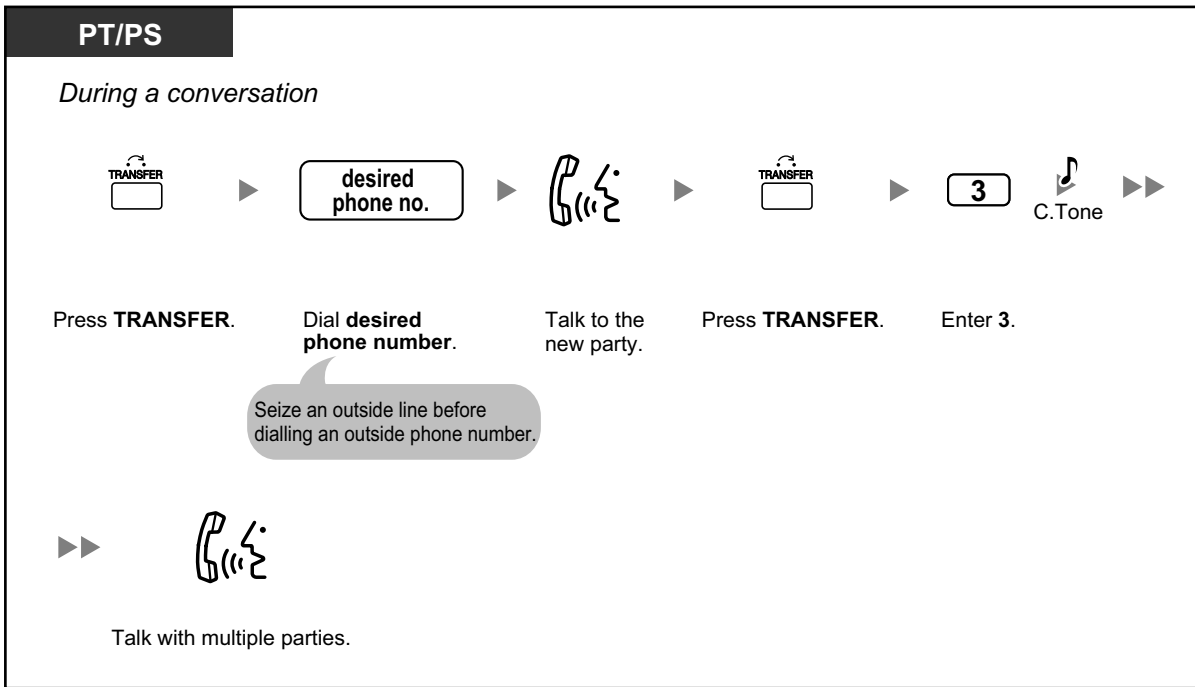 PT/PS
During a conversation
TRANSFER
desired
phone no.
TRANSFER
3
C.Tone
Press TRANSFER.
Dial desired
phone number.
Talk to the
new party.
Press TRANSFER.
Enter 3.
Seize an outside line before
dialling an outside phone number.
Talk with multiple parties.